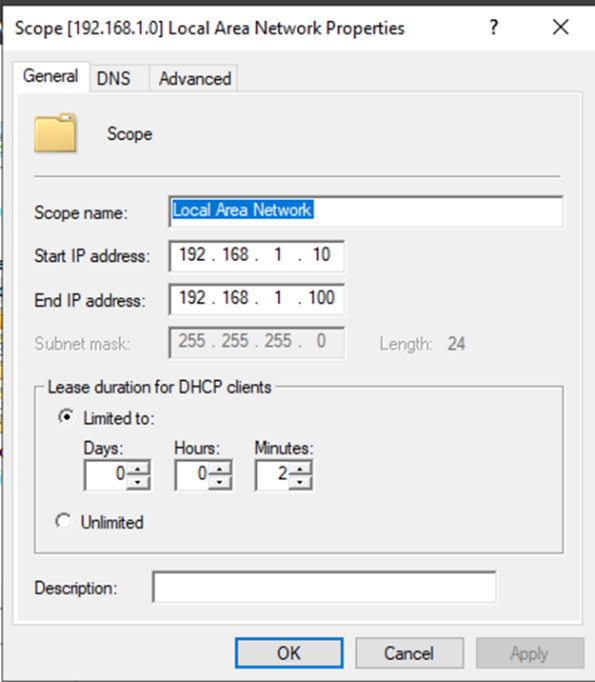 Scope [192.168.1.0] Local Area Network Properties ? ×
General DNS Advanced
Scope
Scope name: Local Area Network
Start IP address: 192 . 168 . 1 . 10
End IP address: 192 . 168 . 1 . 100
Subnet mask: 255 . 255 . 255 . 0 Length: 24
Lease duration for DHCP clients
Limited to:
Days: Hours: Minutes:
0 0 2
Unlimited
Description:
OK Cancel Apply